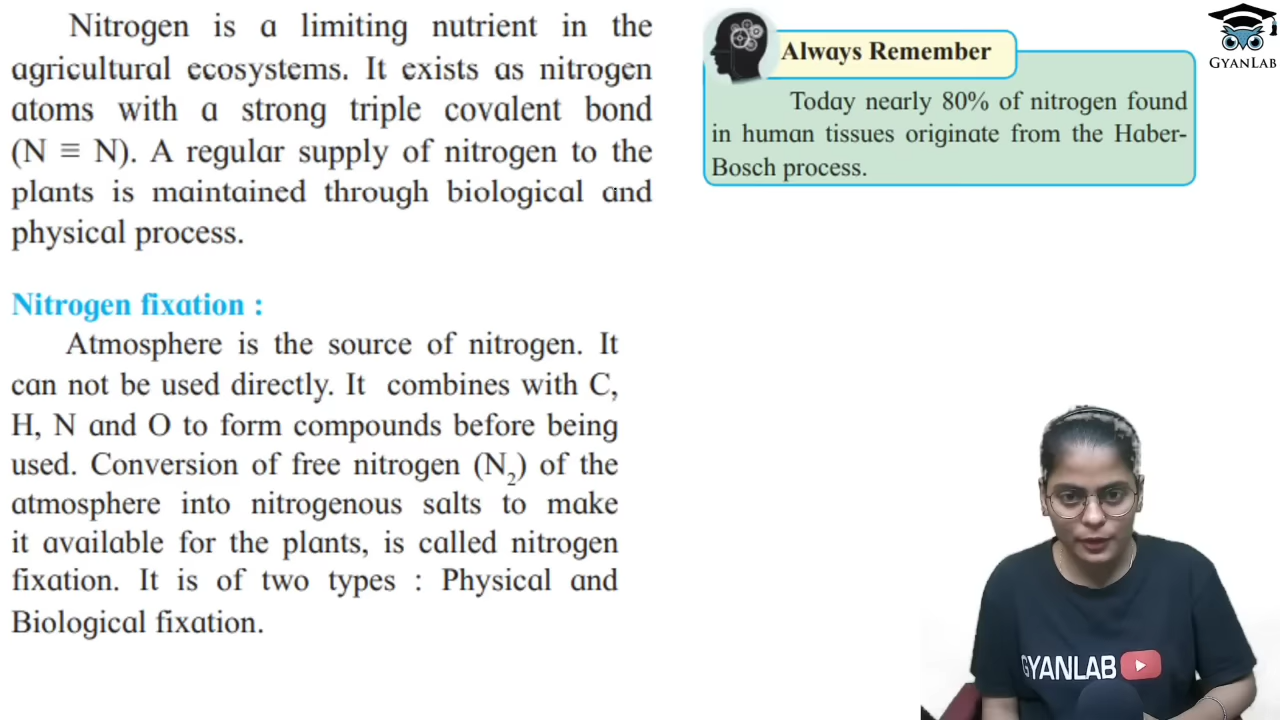 Nitrogen is a limiting nutrient in the
agricultural ecosystems. It exists as nitrogen
atoms with a strong triple covalent bond
(N ≡ N). A regular supply of nitrogen to the
plants is maintained through biological and
physical process.
Nitrogen fixation :
Atmosphere is the source of nitrogen. It
can not be used directly. It combines with C,
H, N and O to form compounds before being
used. Conversion of free nitrogen (N₂) of the
atmosphere into nitrogenous salts to make
it available for the plants, is called nitrogen
fixation. It is of two types : Physical and
Biological fixation.
Always Remember
Today nearly 80% of nitrogen found
in human tissues originate from the Haber-
Bosch process.
GYANLAB
GYANLAB